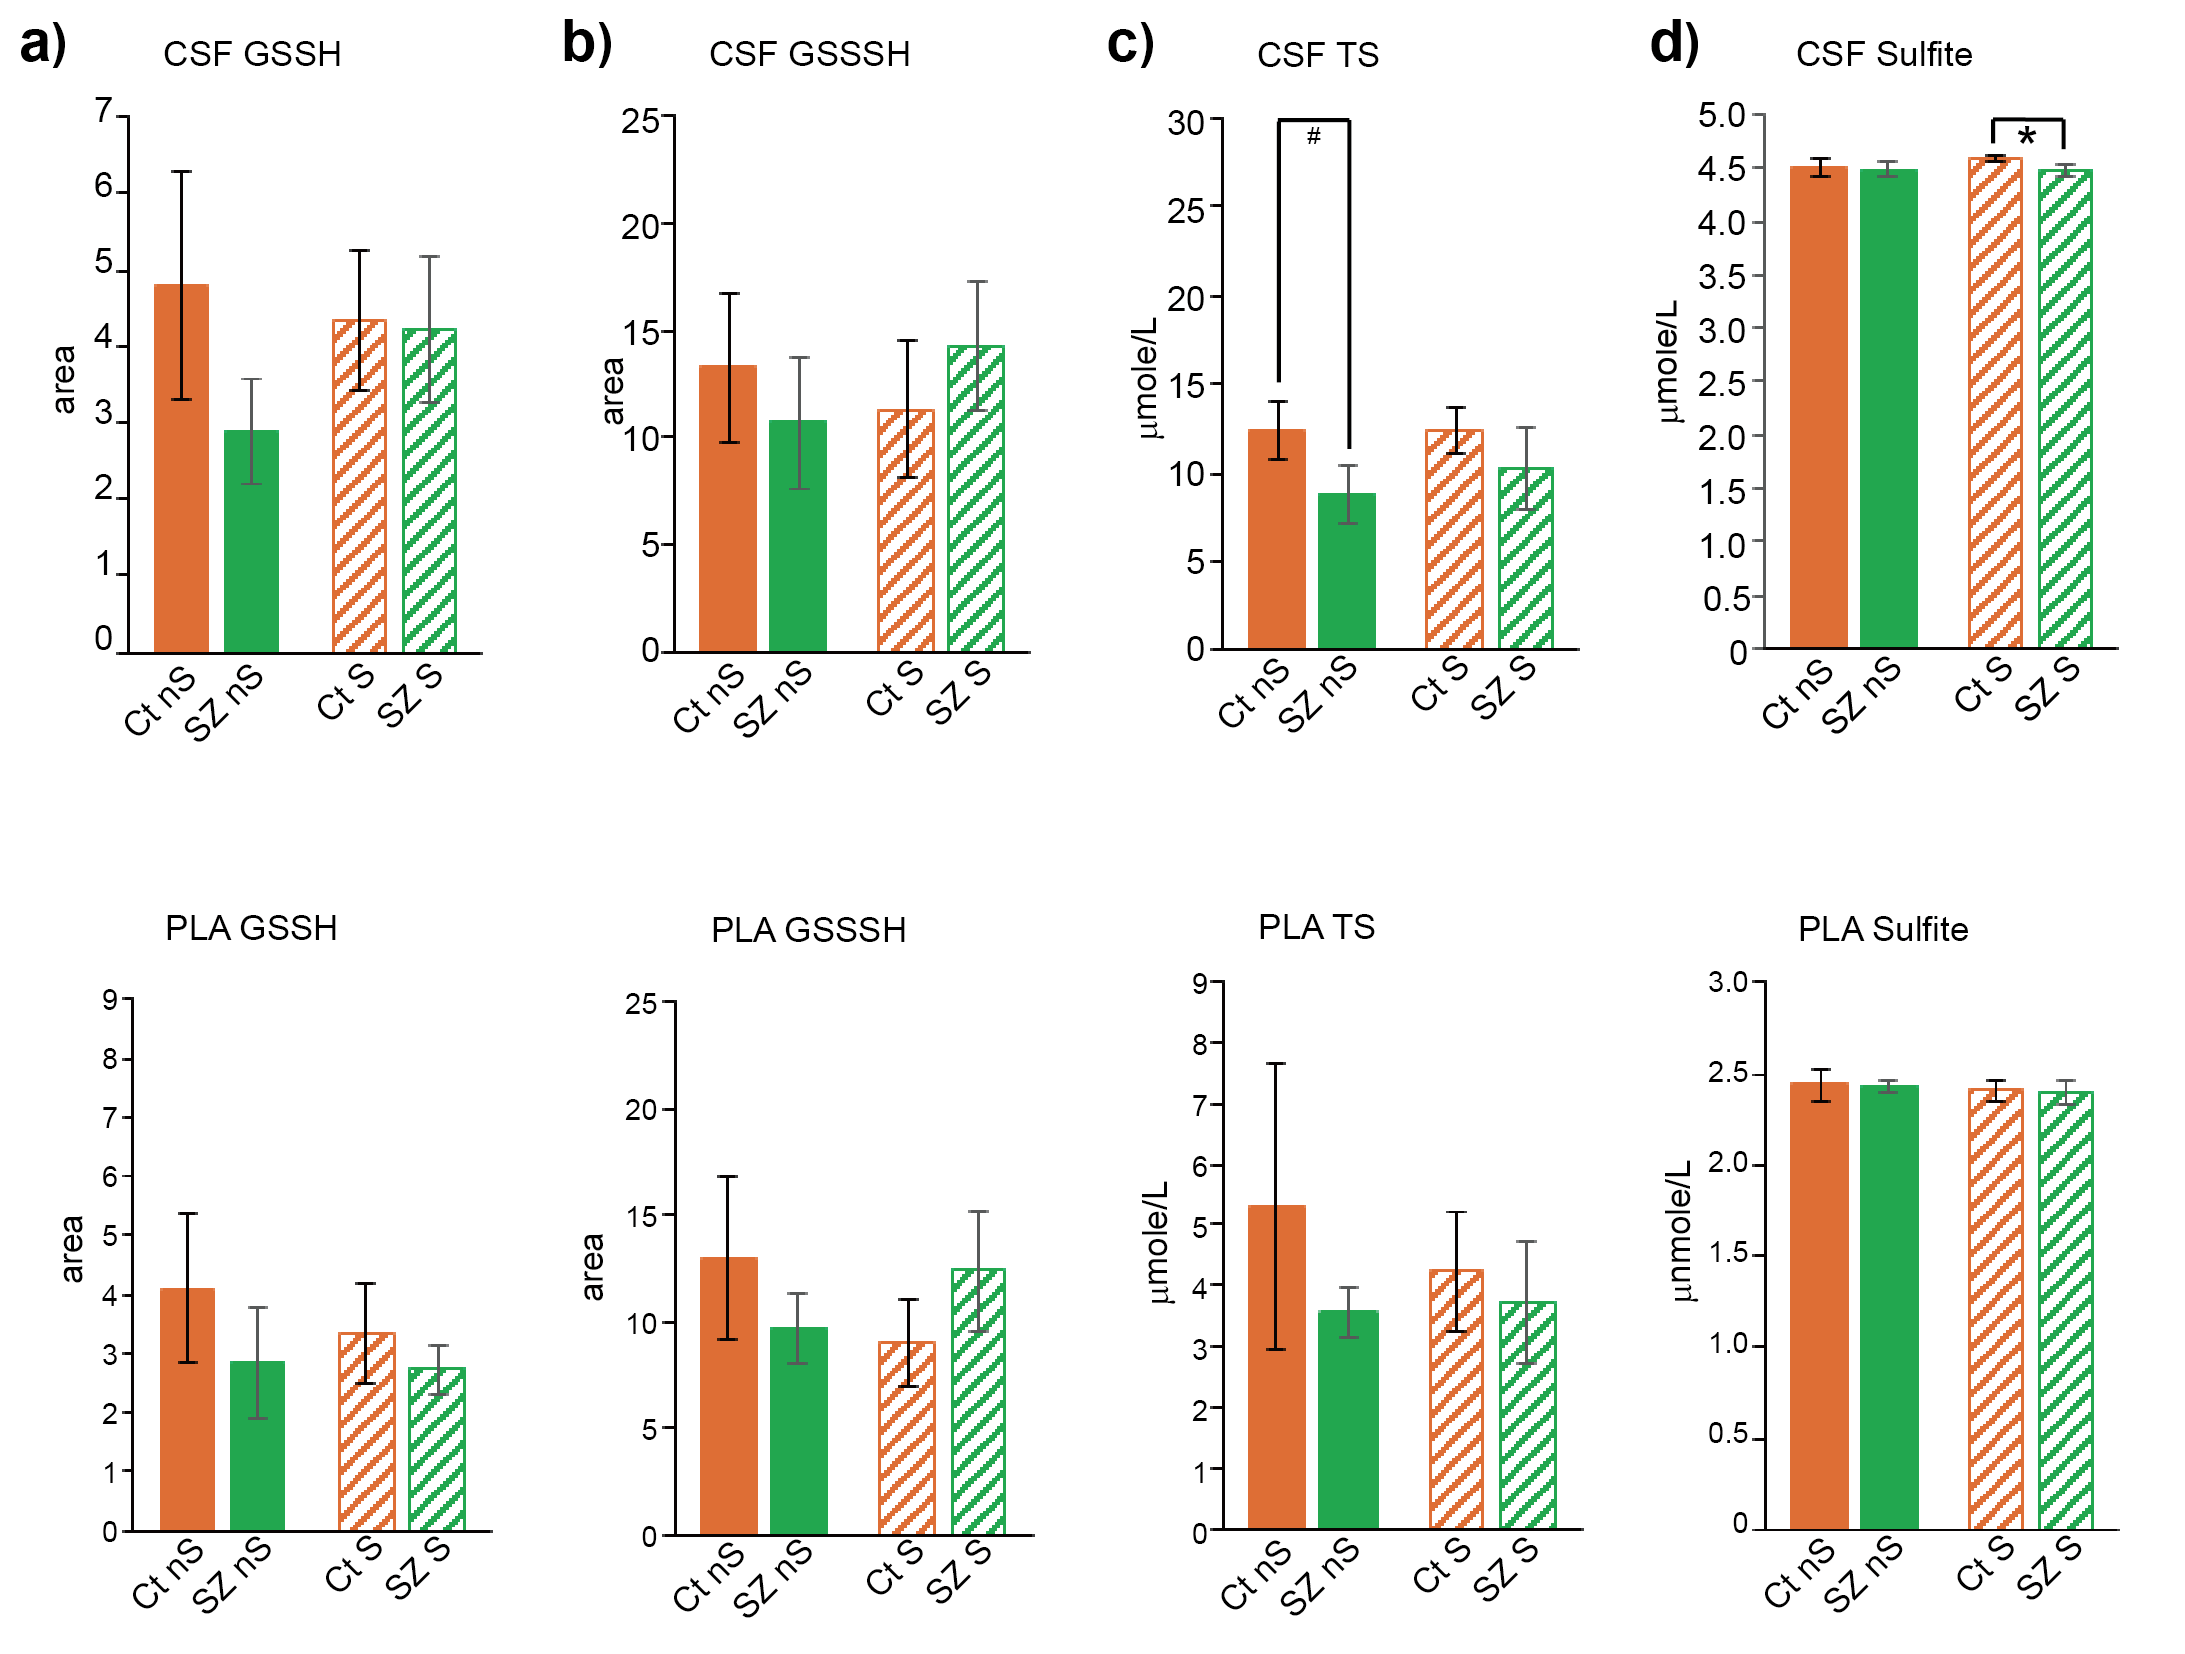 a)
CSF GSSH
7
6
5
4
3
2
1
0
area
Ct nS
SZ nS
Ct S
SZ S
b)
CSF GSSSH
25
20
15
10
5
0
area
Ct nS
SZ nS
Ct S
SZ S
c)
CSF TS
30
25
20
15
10
5
0
µmole/L
#
Ct nS
SZ nS
Ct S
SZ S
d)
CSF Sulfite
5.0
4.5
4.0
3.5
3.0
2.5
2.0
1.5
1.0
0.5
0
µmole/L
*
Ct nS
SZ nS
Ct S
SZ S
PLA GSSH
9
8
7
6
5
4
3
2
1
0
area
Ct nS
SZ nS
Ct S
SZ S
PLA GSSSH
25
20
15
10
5
0
area
Ct nS
SZ nS
Ct S
SZ S
PLA TS
9
8
7
6
5
4
3
2
1
0
µmole/L
Ct nS
SZ nS
Ct S
SZ S
PLA Sulfite
3.0
2.5
2.0
1.5
1.0
0.5
0
µnmole/L
Ct nS
SZ nS
Ct S
SZ S